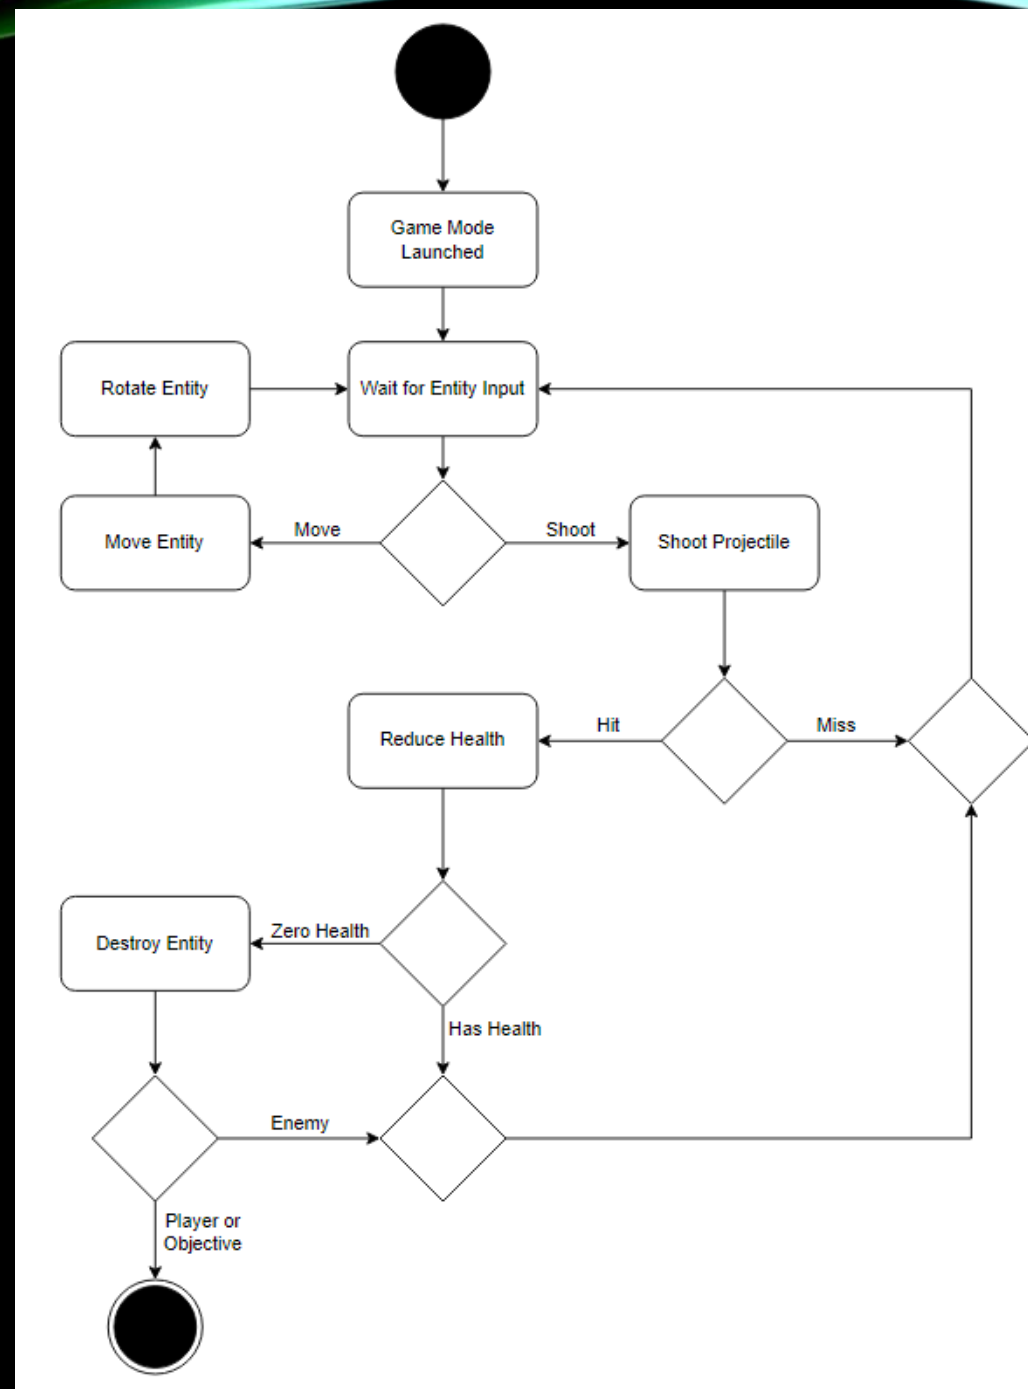 Game Mode
Launched
Rotate Entity
Wait for Entity Input
Move Entity
Move
Shoot
Shoot Projectile
Reduce Health
Hit
Miss
Destroy Entity
Zero Health
Has Health
Enemy
Player or
Objective